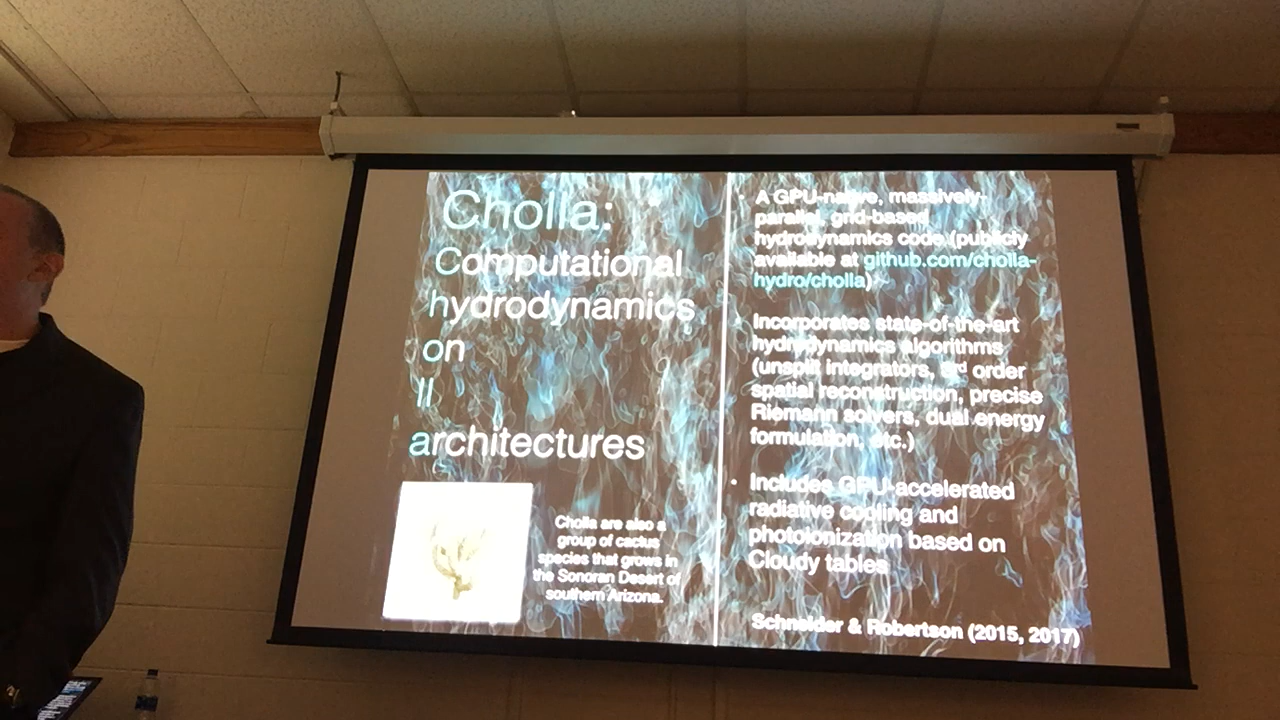 Cholla:
Computational
hydrodynamics
on
ll
architectures
Cholla are also a
group of cactus
species that grows in
the Sonoran Desert of
southern Arizona.
• A GPU-native, massively-
parallel, grid-based
hydrodynamics code (publicly
available at github.com/cholla-
hydro/cholla)
Incorporates state-of-the-art
hydrodynamics algorithms
(unsplit integrators, 3rd order
spatial reconstruction, precise
Riemann solvers, dual energy
formulation, etc.)
• Includes GPU-accelerated
radiative cooling and
photoionization based on
Cloudy tables
Schneider & Robertson (2015, 2017)